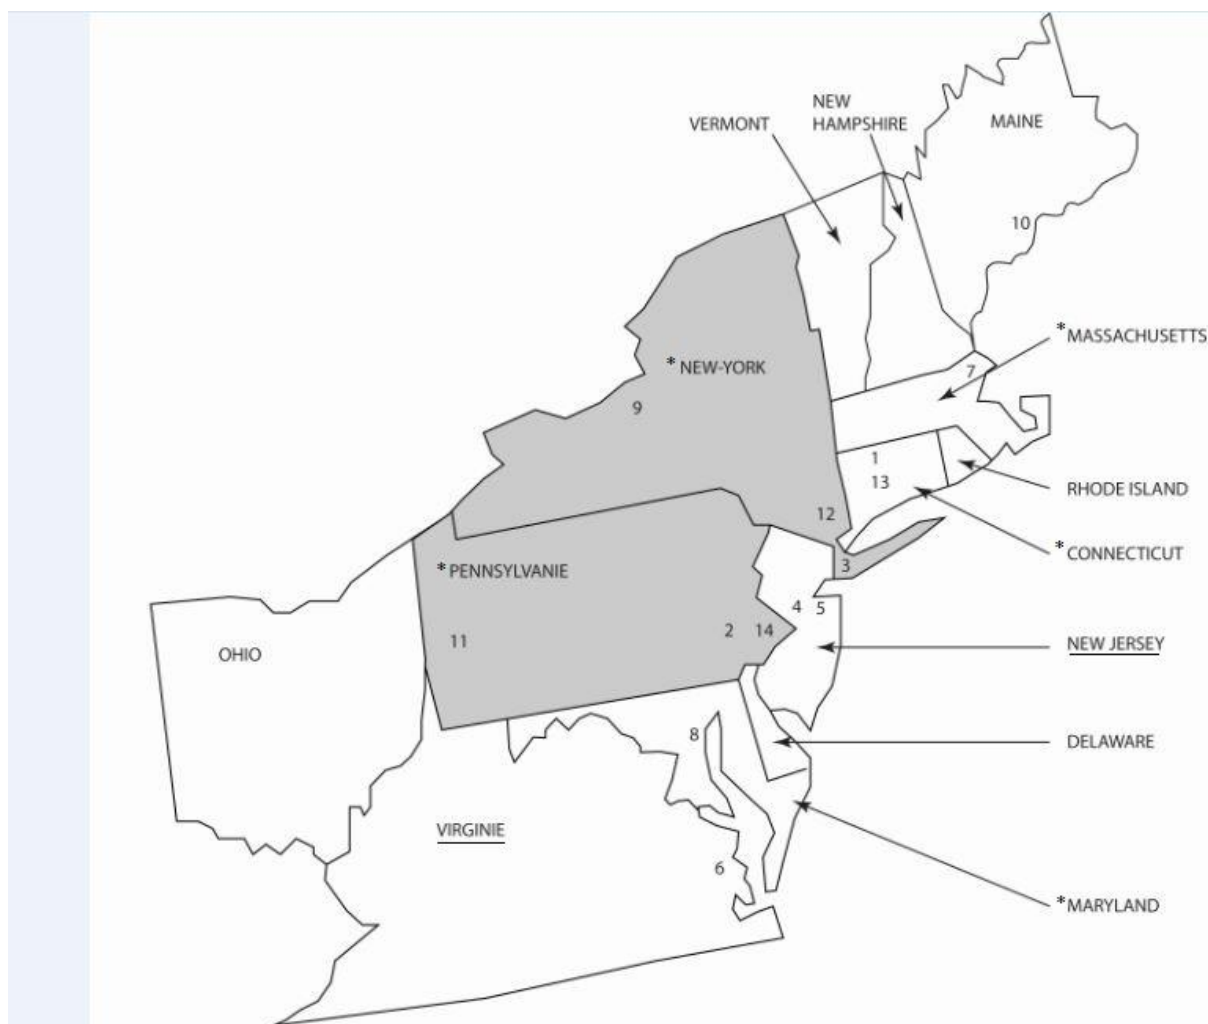 NEW
VERMONT HAMPSHIRE
MAINE
10
*MASSACHUSETTS
*NEW-YORK
7
9
1
13
RHODE ISLAND
12
*CONNECTICUT
3
*PENNSYLVANIE
4 5
2 14
11
NEW JERSEY
OHIO
8
DELAWARE
VIRGINIE
6
*MARYLAND